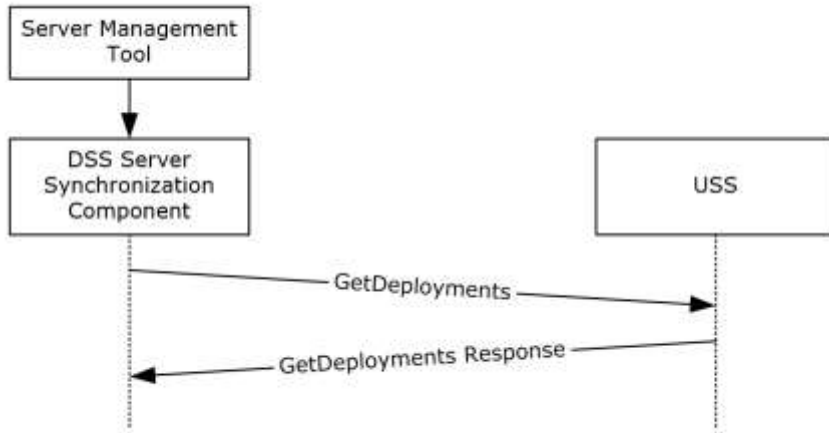 Server Management
Tool
DSS Server
Synchronization
Component
USS
GetDeployments
GetDeployments Response